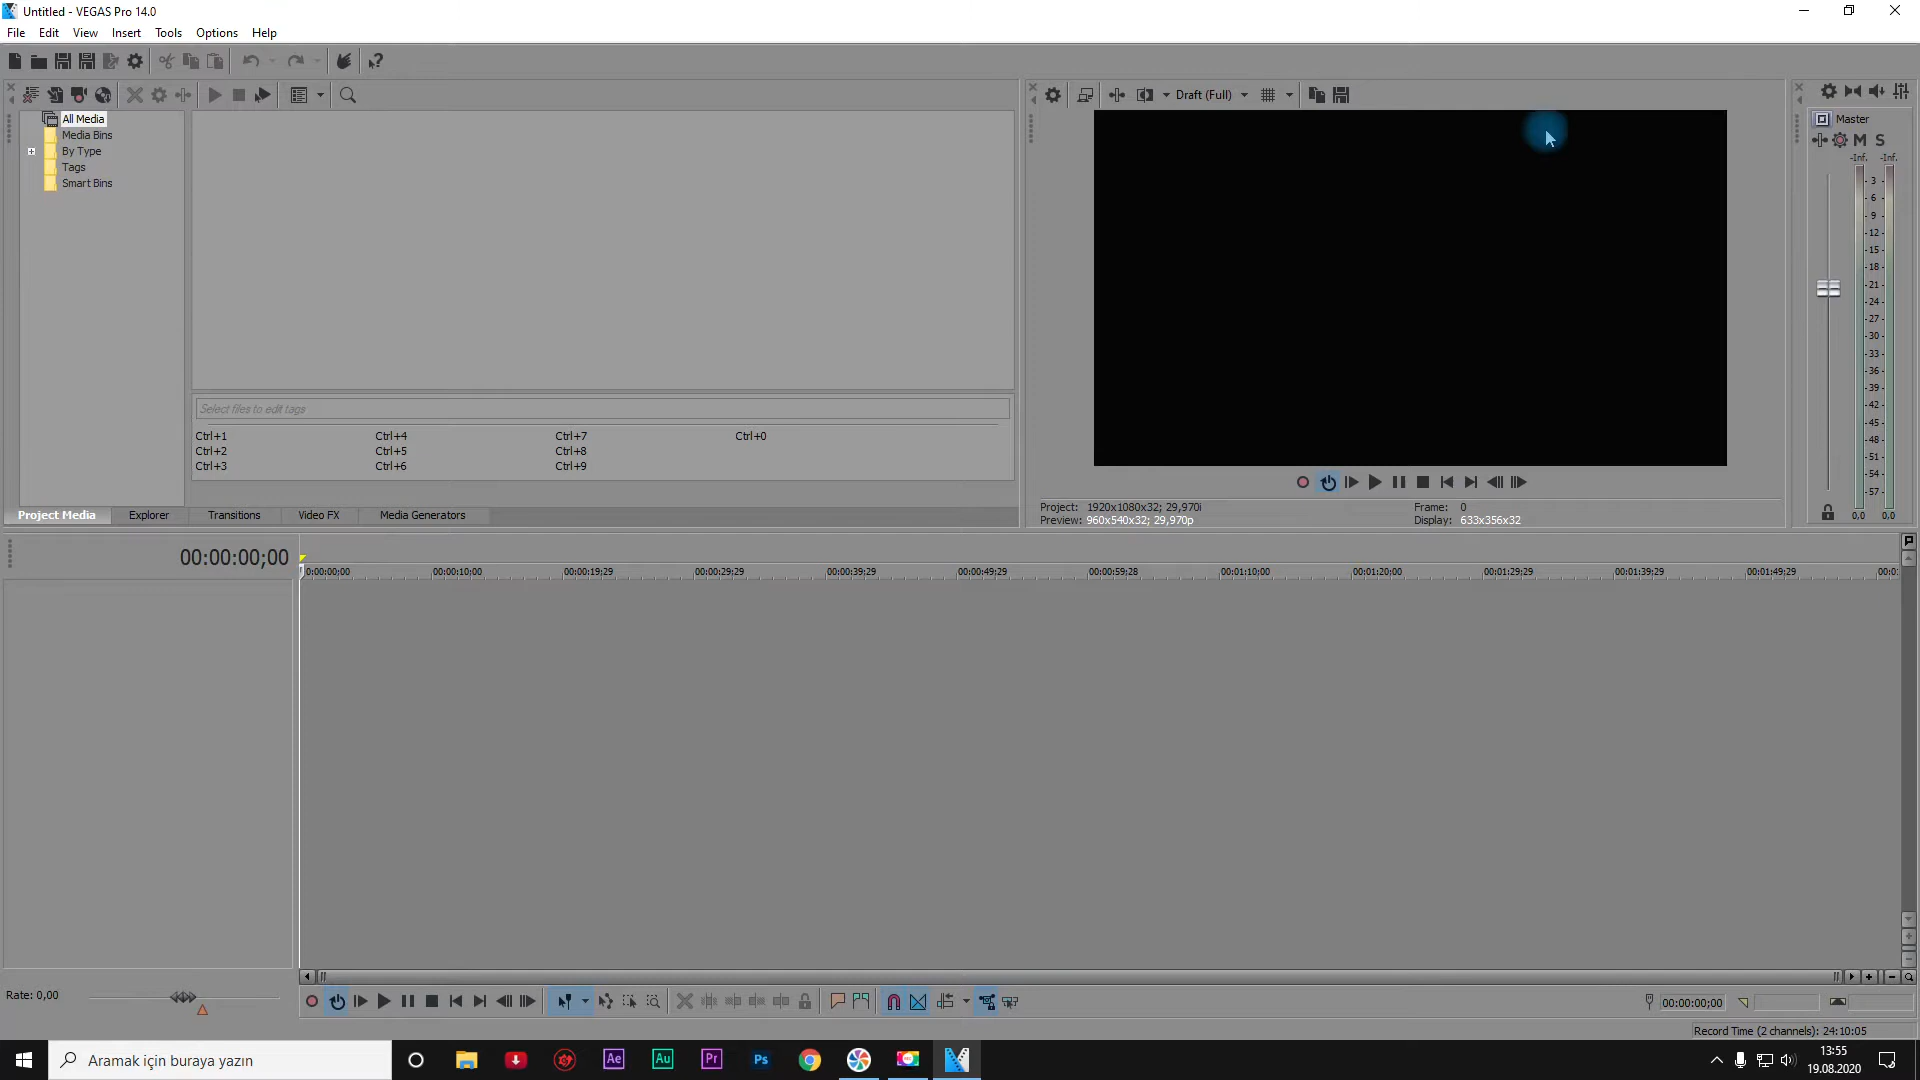 Untitled - VEGAS Pro 14.0
File Edit View Insert Tools Options Help
Draft (Full)
All Media
Media Bins
By Type
Tags
Smart Bins
Select files to edit tags
Ctrl+1 Ctrl+4 Ctrl+7 Ctrl+0
Ctrl+2 Ctrl+5 Ctrl+8
Ctrl+3 Ctrl+6 Ctrl+9
Project Media Explorer Transitions Video FX Media Generators
Project: 1920x1080x32; 29,970i Frame: 0
Preview: 960x540x32; 29,970p Display: 633x356x32
Master
M S
-Inf. -Inf.
- 3 -
- 6 -
- 9 -
- 12 -
- 15 -
- 18 -
- 21 -
- 24 -
- 27 -
- 30 -
- 33 -
- 36 -
- 39 -
- 42 -
- 45 -
- 48 -
- 51 -
- 54 -
- 57 -
0,0 0,0
00:00:00;00
0:00:00;00 00:00:10;00 00:00:19;29 00:00:29;29 00:00:39;29 00:00:49;29 00:00:59;28 00:01:10;00 00:01:20;00 00:01:29;29 00:01:39;29 00:01:49;29
Rate: 0,00
00:00:00;00
Record Time (2 channels): 24:10:05
Aramak için buraya yazın
Ae Au Pr Ps
13:55
19.08.2020